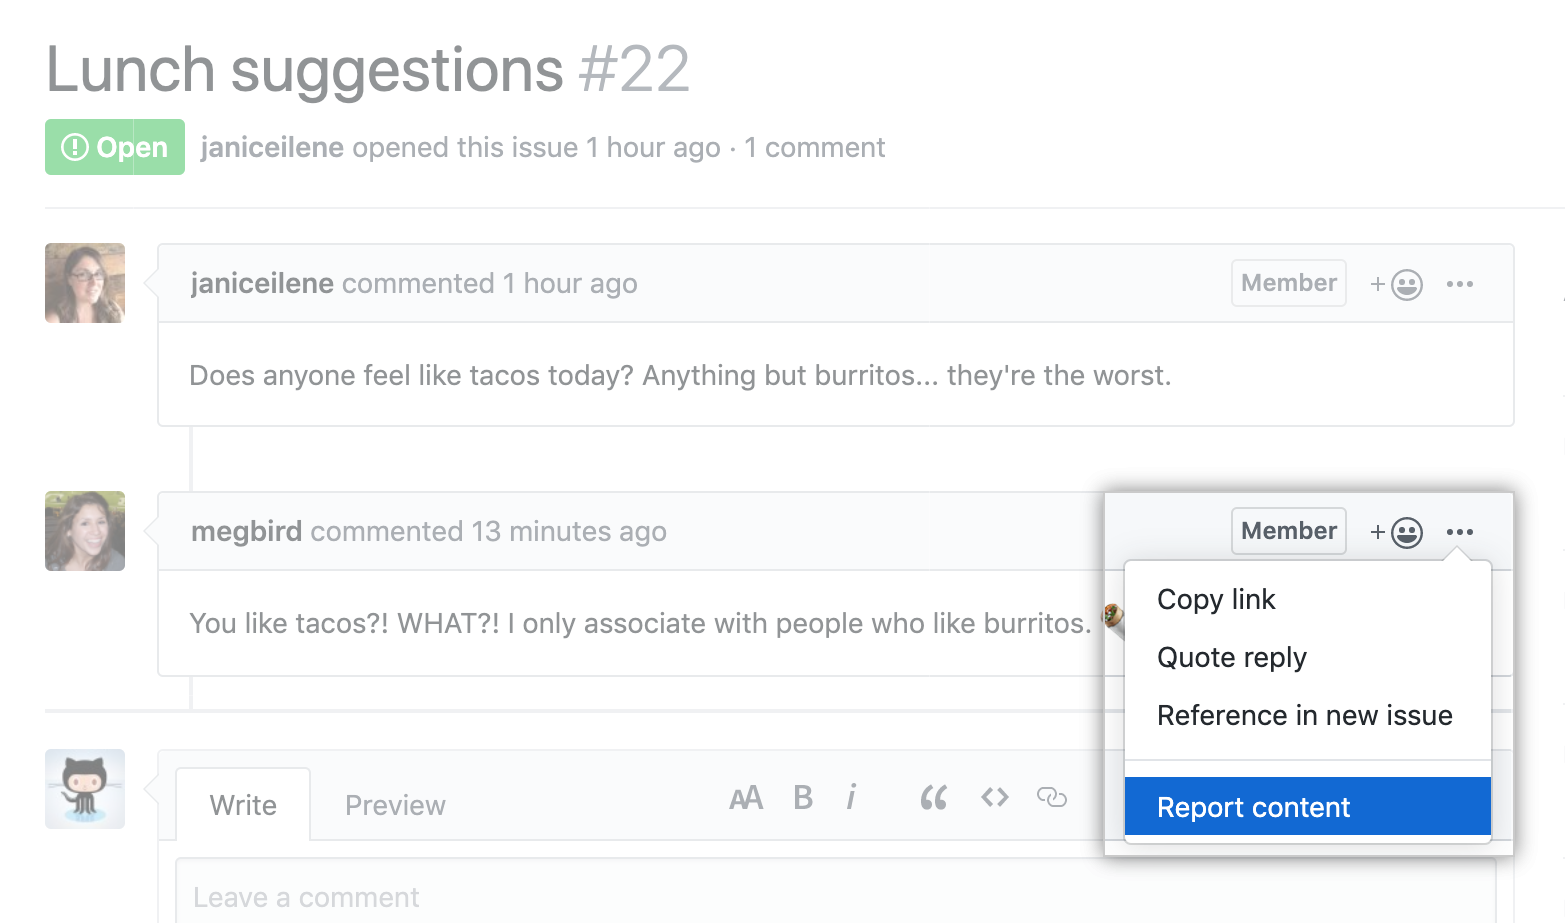 Lunch suggestions #22
Open janiceilene opened this issue 1 hour ago · 1 comment
janiceilene commented 1 hour ago Member +
Does anyone feel like tacos today? Anything but burritos... they're the worst.
megbird commented 13 minutes ago Member +
You like tacos?! WHAT?! I only associate with people who like burritos.
Copy link
Quote reply
Reference in new issue
Report content
Write Preview AA B i “ <>
Leave a comment